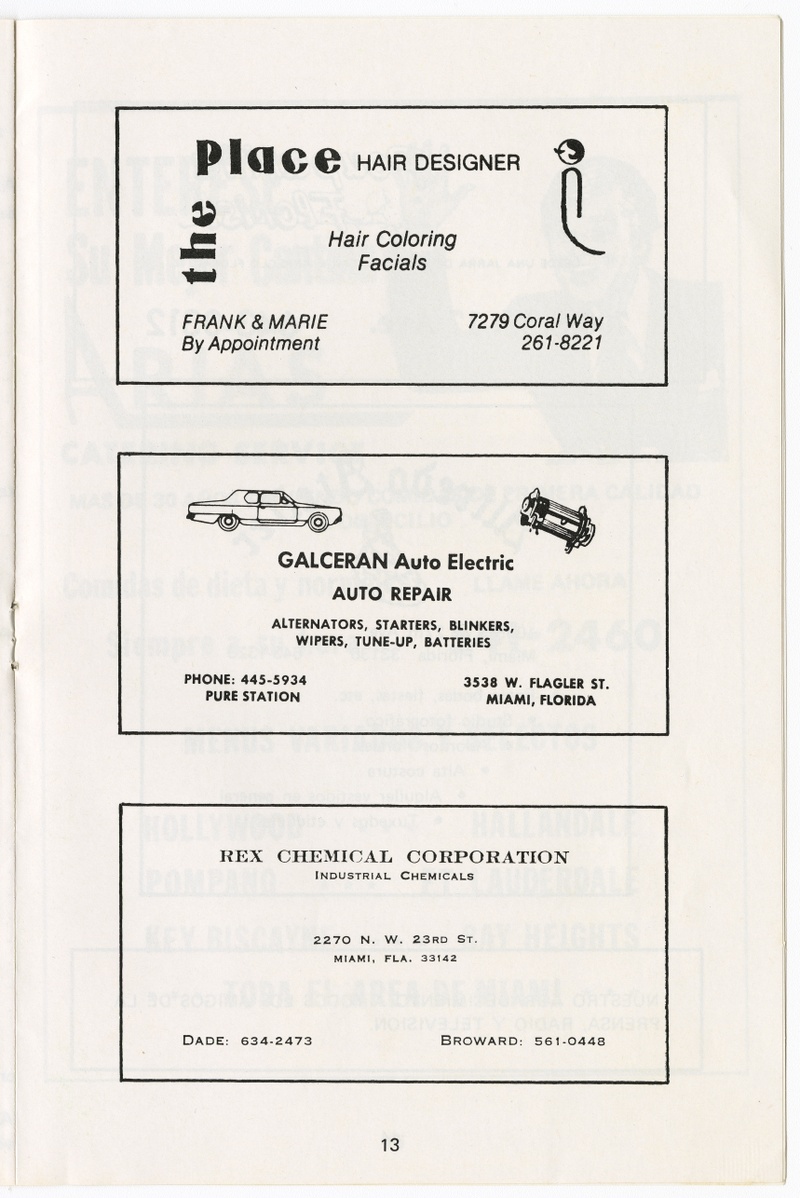 the Place HAIR DESIGNER
Hair Coloring
Facials
FRANK & MARIE
By Appointment
7279 Coral Way
261-8221
GALCERAN Auto Electric
AUTO REPAIR
ALTERNATORS, STARTERS, BLINKERS,
WIPERS, TUNE-UP, BATTERIES
PHONE: 445-5934
PURE STATION
3538 W. FLAGLER ST.
MIAMI, FLORIDA
REX CHEMICAL CORPORATION
INDUSTRIAL CHEMICALS
2270 N. W. 23RD ST.
MIAMI, FLA. 33142
DADE: 634-2473
BROWARD: 561-0448
13